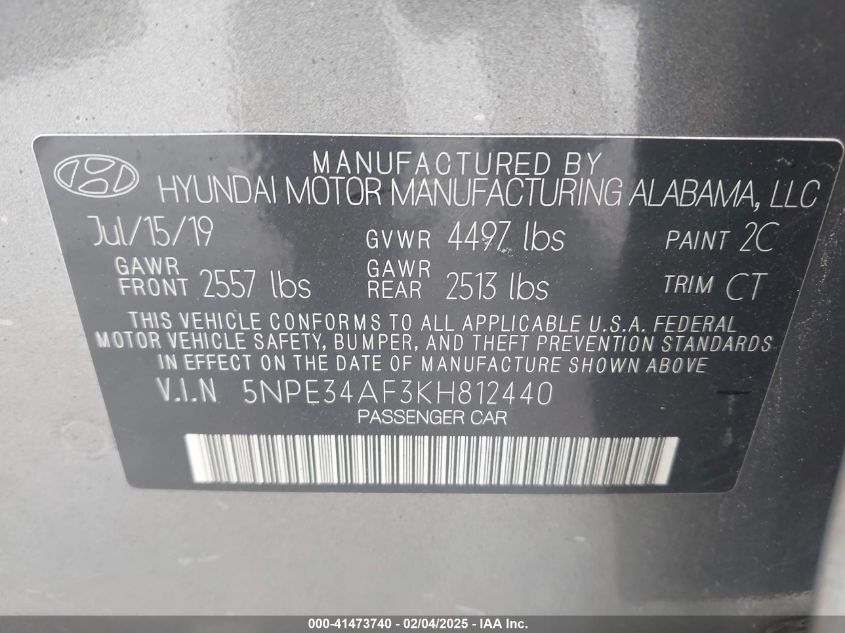 MANUFACTURED BY
HYUNDAI MOTOR MANUFACTURING ALABAMA, LLC
Jul/15/19 GVWR 4497 lbs PAINT 2C
GAWR FRONT 2557 lbs GAWR REAR 2513 lbs TRIM CT
THIS VEHICLE CONFORMS TO ALL APPLICABLE U.S.A. FEDERAL
MOTOR VEHICLE SAFETY, BUMPER, AND THEFT PREVENTION STANDARDS
IN EFFECT ON THE DATE OF MANUFACTURE SHOWN ABOVE
V.I.N 5NPE34AF3KH812440
PASSENGER CAR
000-41473740 - 02/04/2025 - IAA Inc.